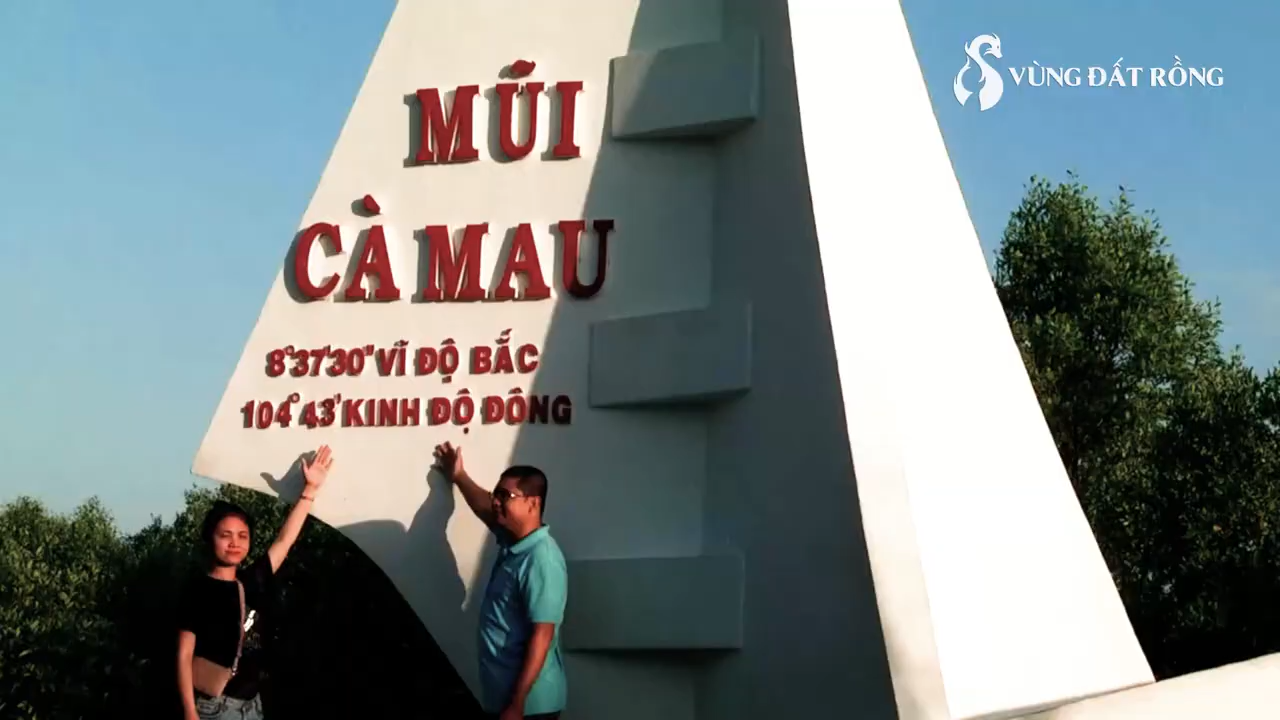 VÙNG ĐẤT RỒNG
MŨI
CÀ MAU
8°37'30" VĨ ĐỘ BẮC
104° 43' KINH ĐỘ ĐÔNG